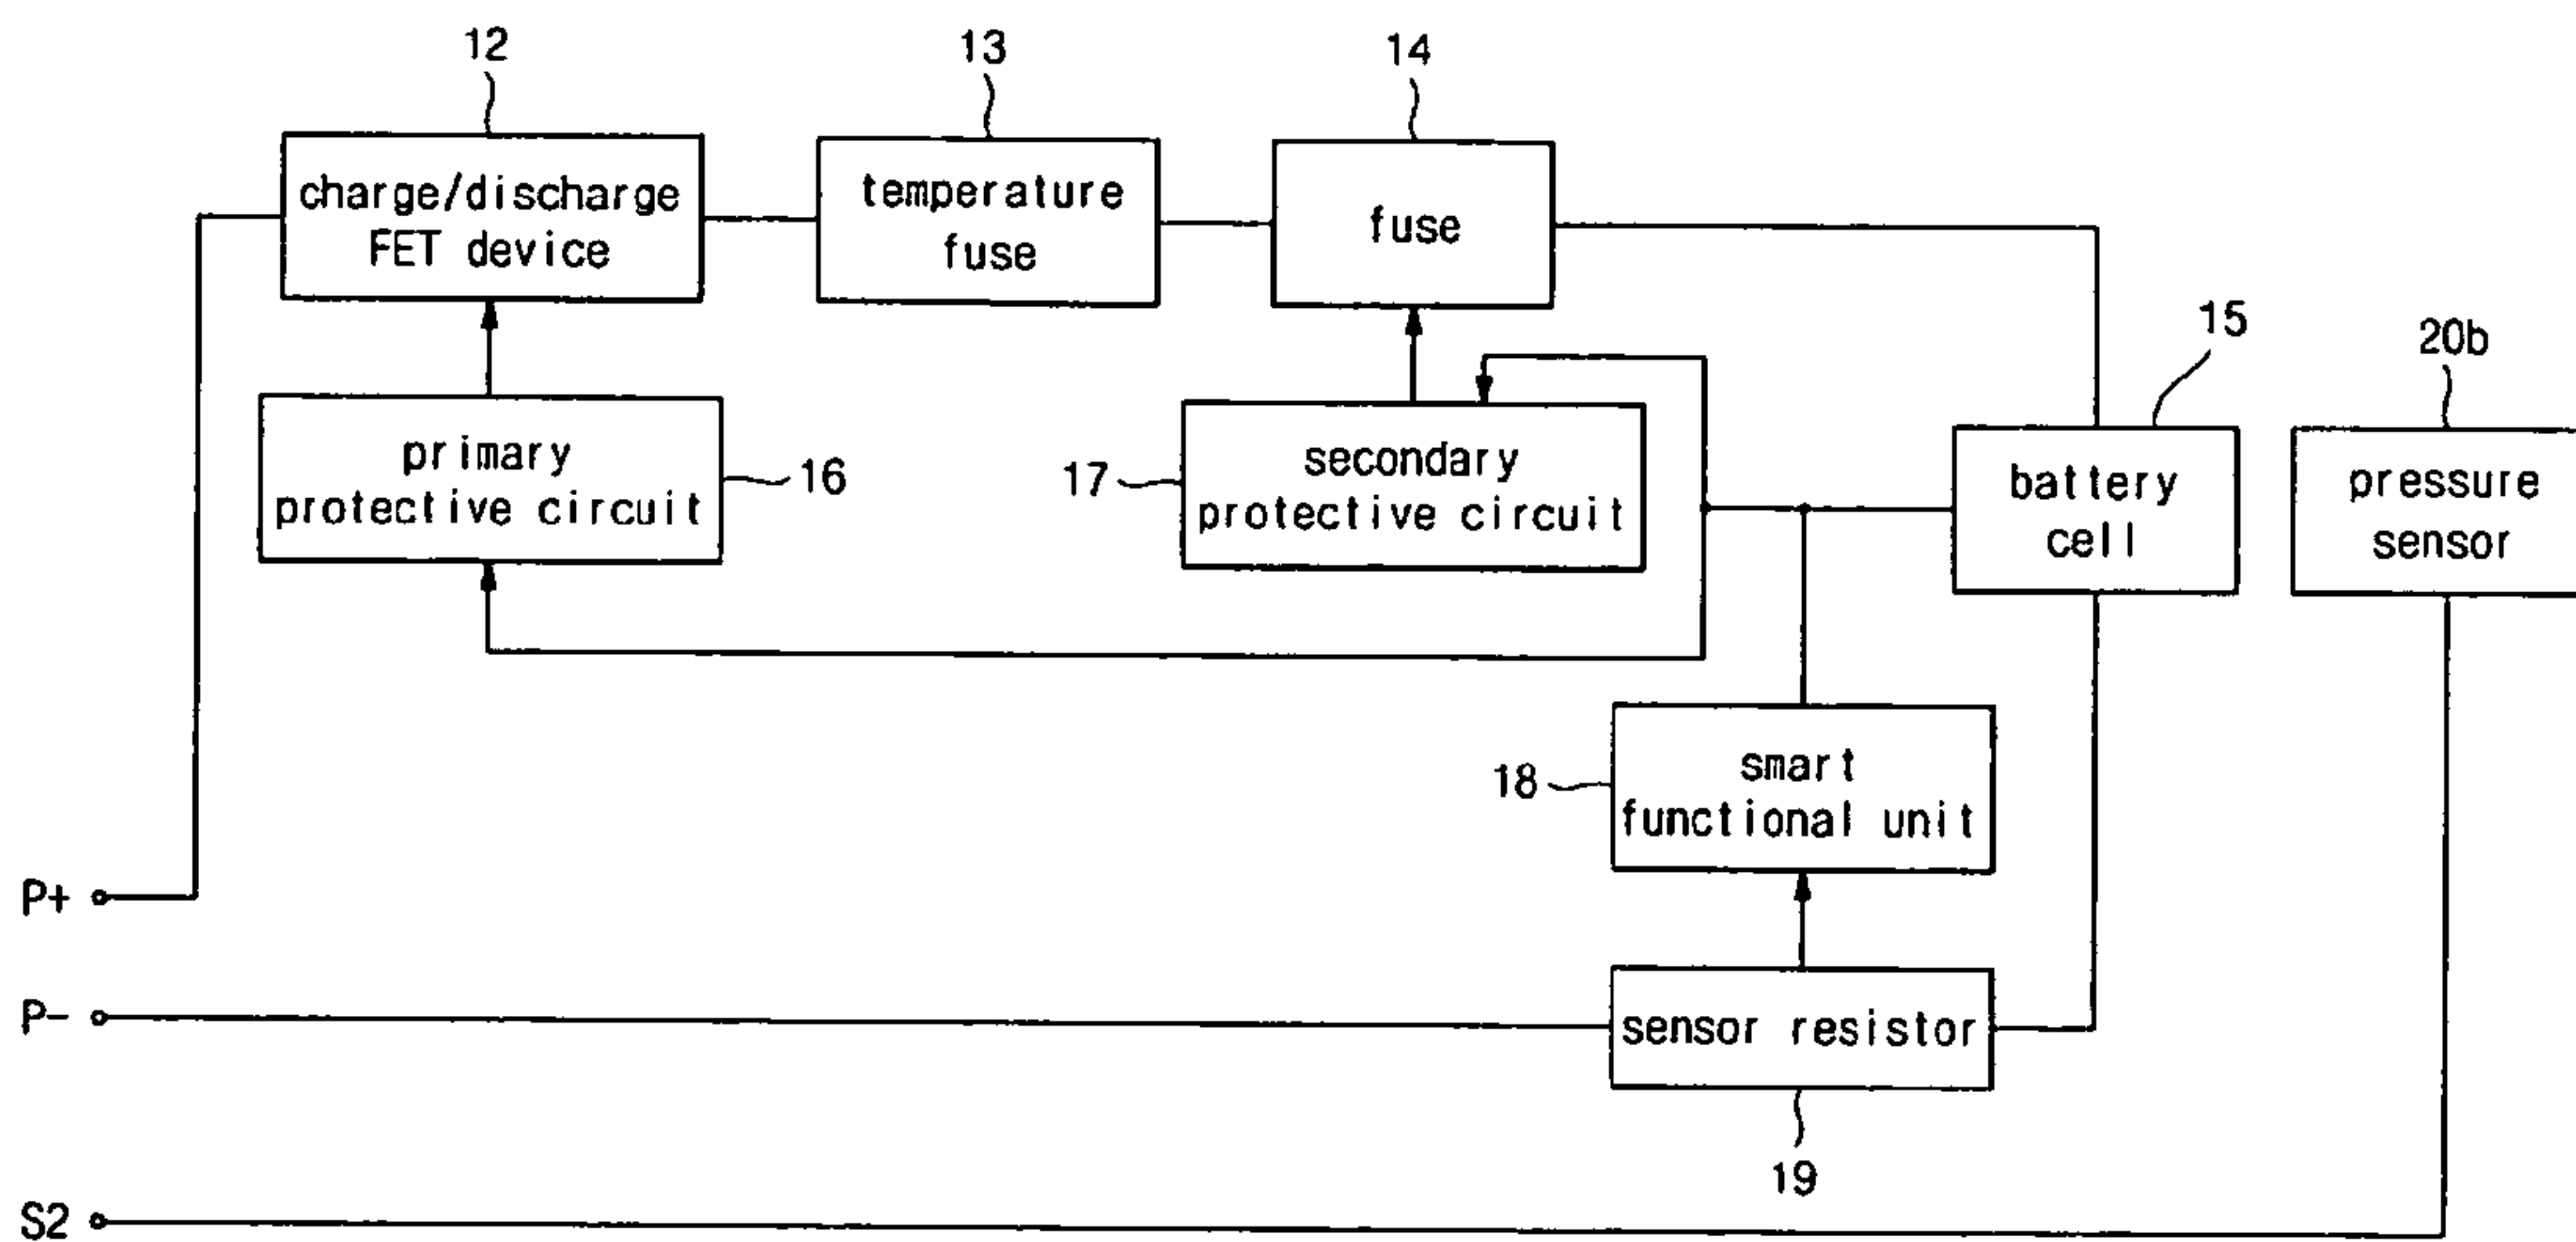 12
13
14
charge/discharge
FET device
temperature
fuse
fuse
15
20b
primary
protective circuit
16
17
secondary
protective circuit
battery
cell
pressure
sensor
18
smart
functional unit
P+
P-
sensor resistor
19
S2